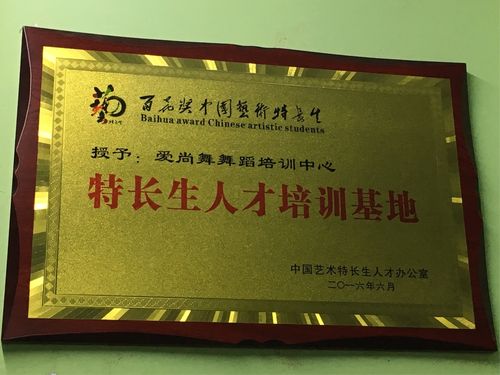 百花奖中国艺术特长生
Baihua award Chinese artistic students
授予：爱尚舞舞蹈培训中心
特长生人才培训基地
中国艺术特长生人才办公室
二〇一六年六月